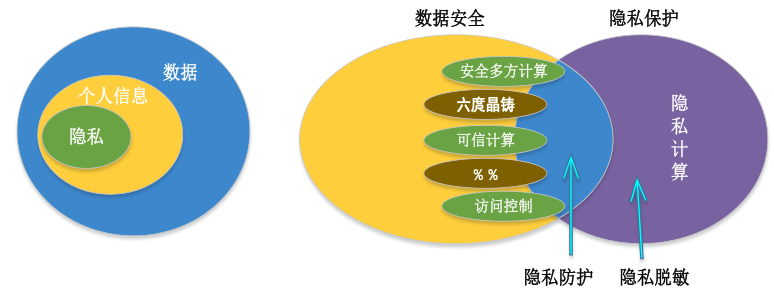 数据安全
隐私保护
数据
个人信息
隐私
安全多方计算
六度晶铸
可信计算
% %
访问控制
隐私计算
隐私防护
隐私脱敏